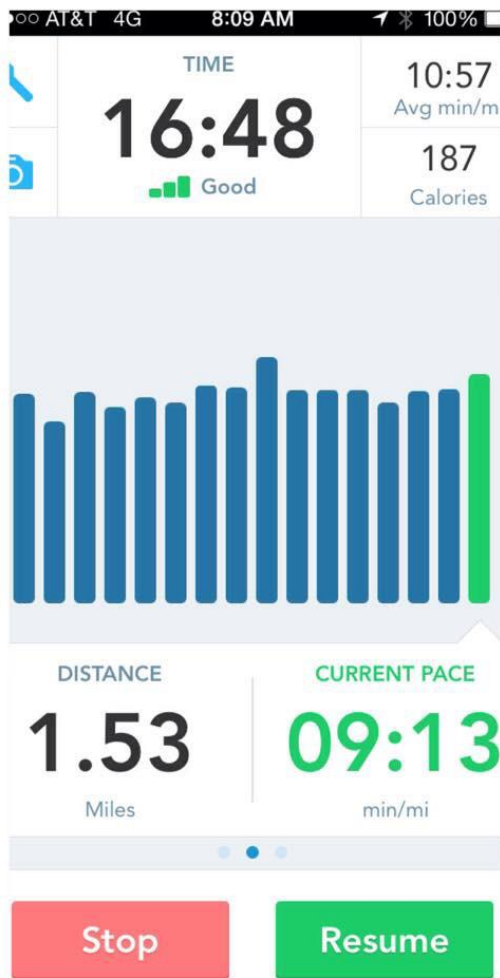 AT&T 4G 8:09 AM 100%
TIME
16:48
Good
10:57
Avg min/m
187
Calories
DISTANCE
1.53
Miles
CURRENT PACE
09:13
min/mi
Stop
Resume